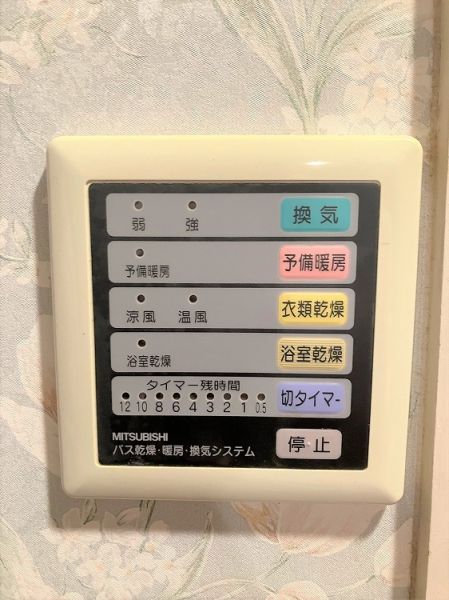 弱 強 換気
予備暖房 予備暖房
涼風 温風 衣類乾燥
浴室乾燥 浴室乾燥
タイマー残時間
12 10 8 6 4 3 2 1 0.5 切タイマー
MITSUBISHI 停止
バス乾燥・暖房・換気システム